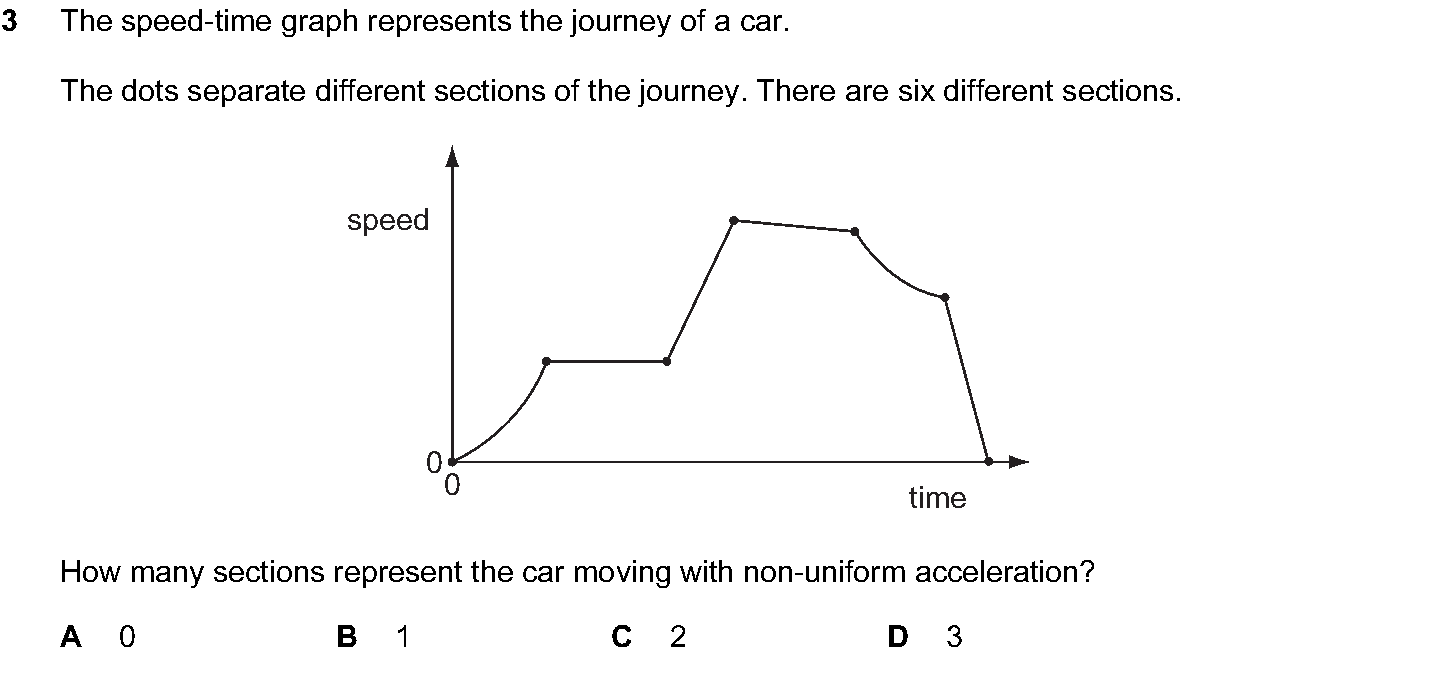 3 The speed-time graph represents the journey of a car.
The dots separate different sections of the journey. There are six different sections.
speed
0
0
time
How many sections represent the car moving with non-uniform acceleration?
A 0 B 1 C 2 D 3